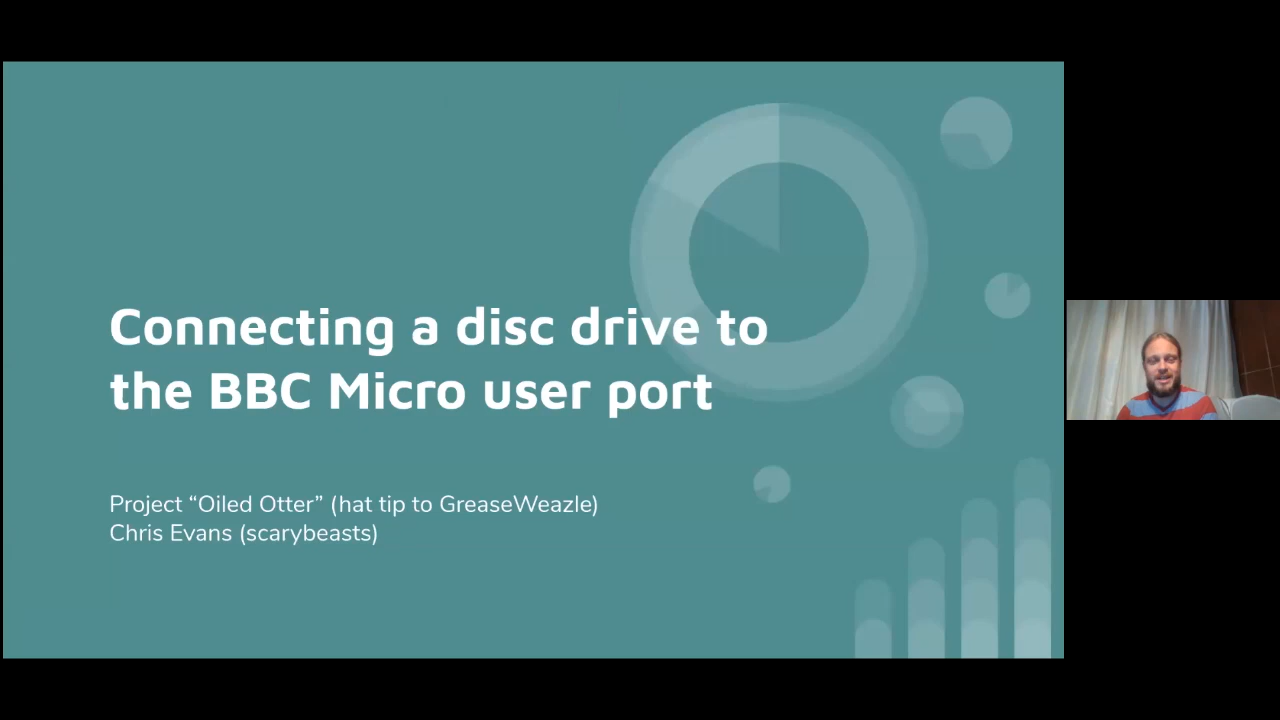 Connecting a disc drive to
the BBC Micro user port
Project “Oiled Otter” (hat tip to GreaseWeazle)
Chris Evans (scarybeasts)